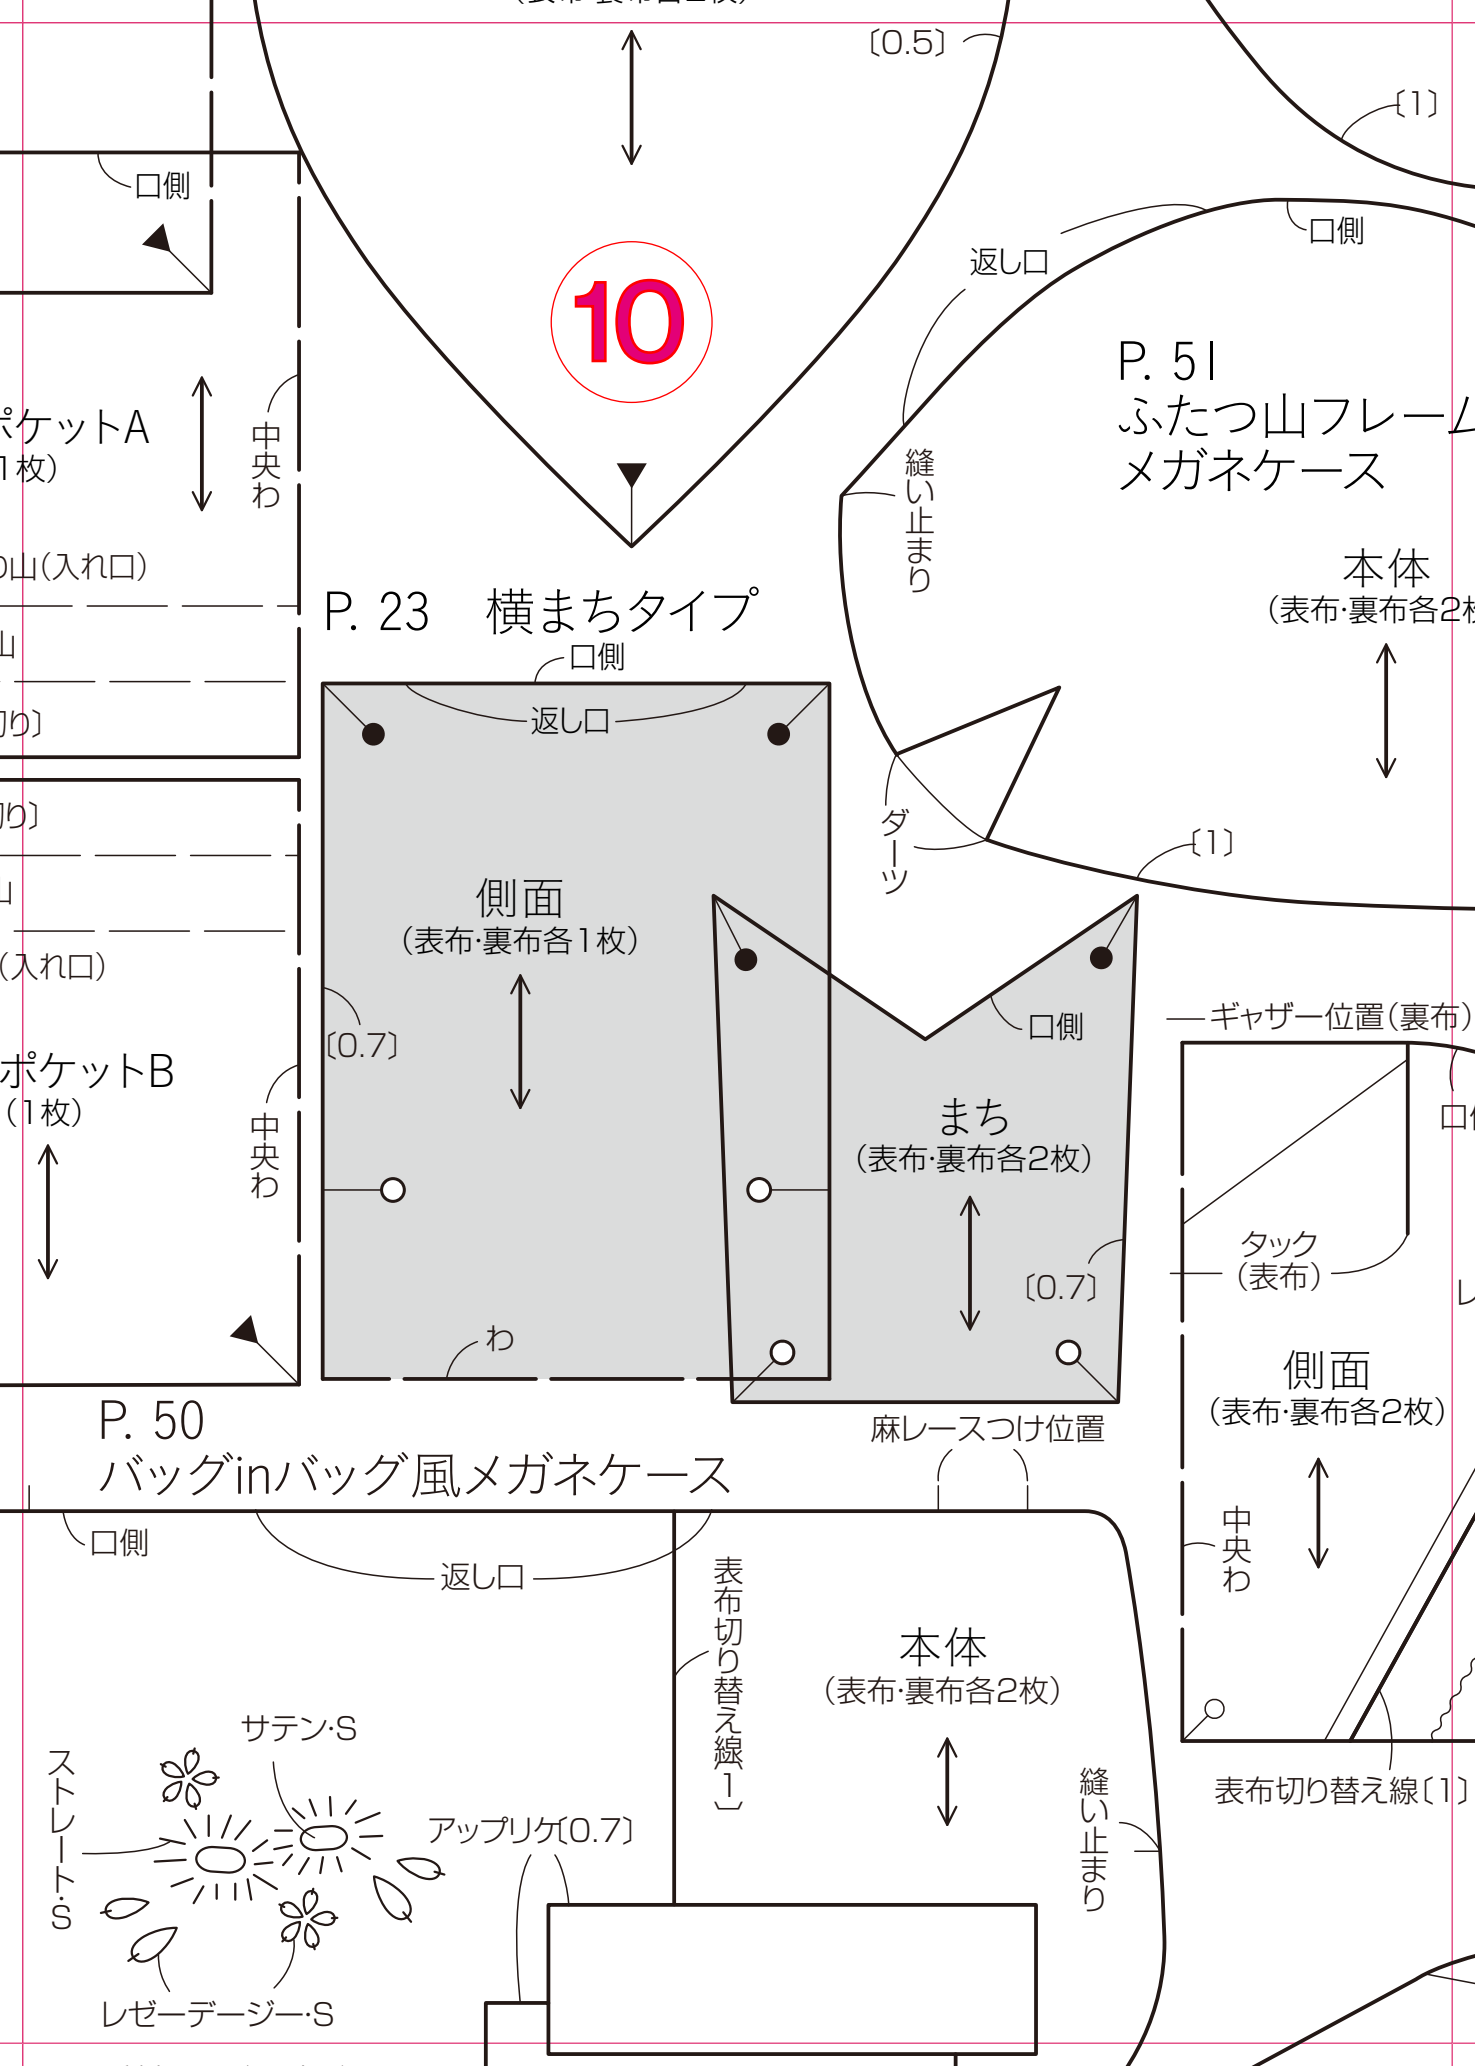 〔0.5〕
〔1〕
口側
口側
返し口
10
P. 51
ふたつ山フレーム
メガネケース
ポケットA
1枚）
中央わ
縫い止まり
本体
（表布・裏布各2枚
山（入れ口）
P. 23 横まちタイプ
口側
山
返し口
切り〕
切り〕
ダーツ
〔1〕
山
側面
（表布・裏布各1枚）
（入れ口）
〔0.7〕
口側
ギャザー位置（裏布）
ポケットB
（1枚）
中央わ
まち
（表布・裏布各2枚）
口側
タック
（表布）
〔0.7〕
わ
側面
（表布・裏布各2枚）
P. 50
バッグinバッグ風メガネケース
麻レースつけ位置
口側
返し口
中央わ
表布切り替え線〔1〕
本体
（表布・裏布各2枚）
サテン・S
ストレート・S
アップリケ〔0.7〕
縫い止まり
表布切り替え線〔1〕
レゼーデージー・S